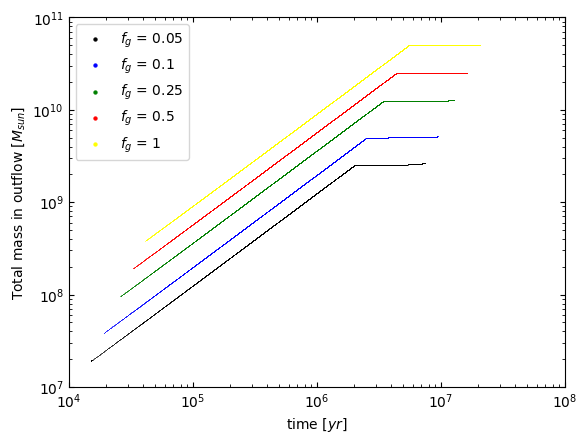 10^11
10^10
10^9
10^8
10^7
Total mass in outflow [M_sun]
f_g = 0.05
f_g = 0.1
f_g = 0.25
f_g = 0.5
f_g = 1
10^4 10^5 10^6 10^7 10^8
time [yr]